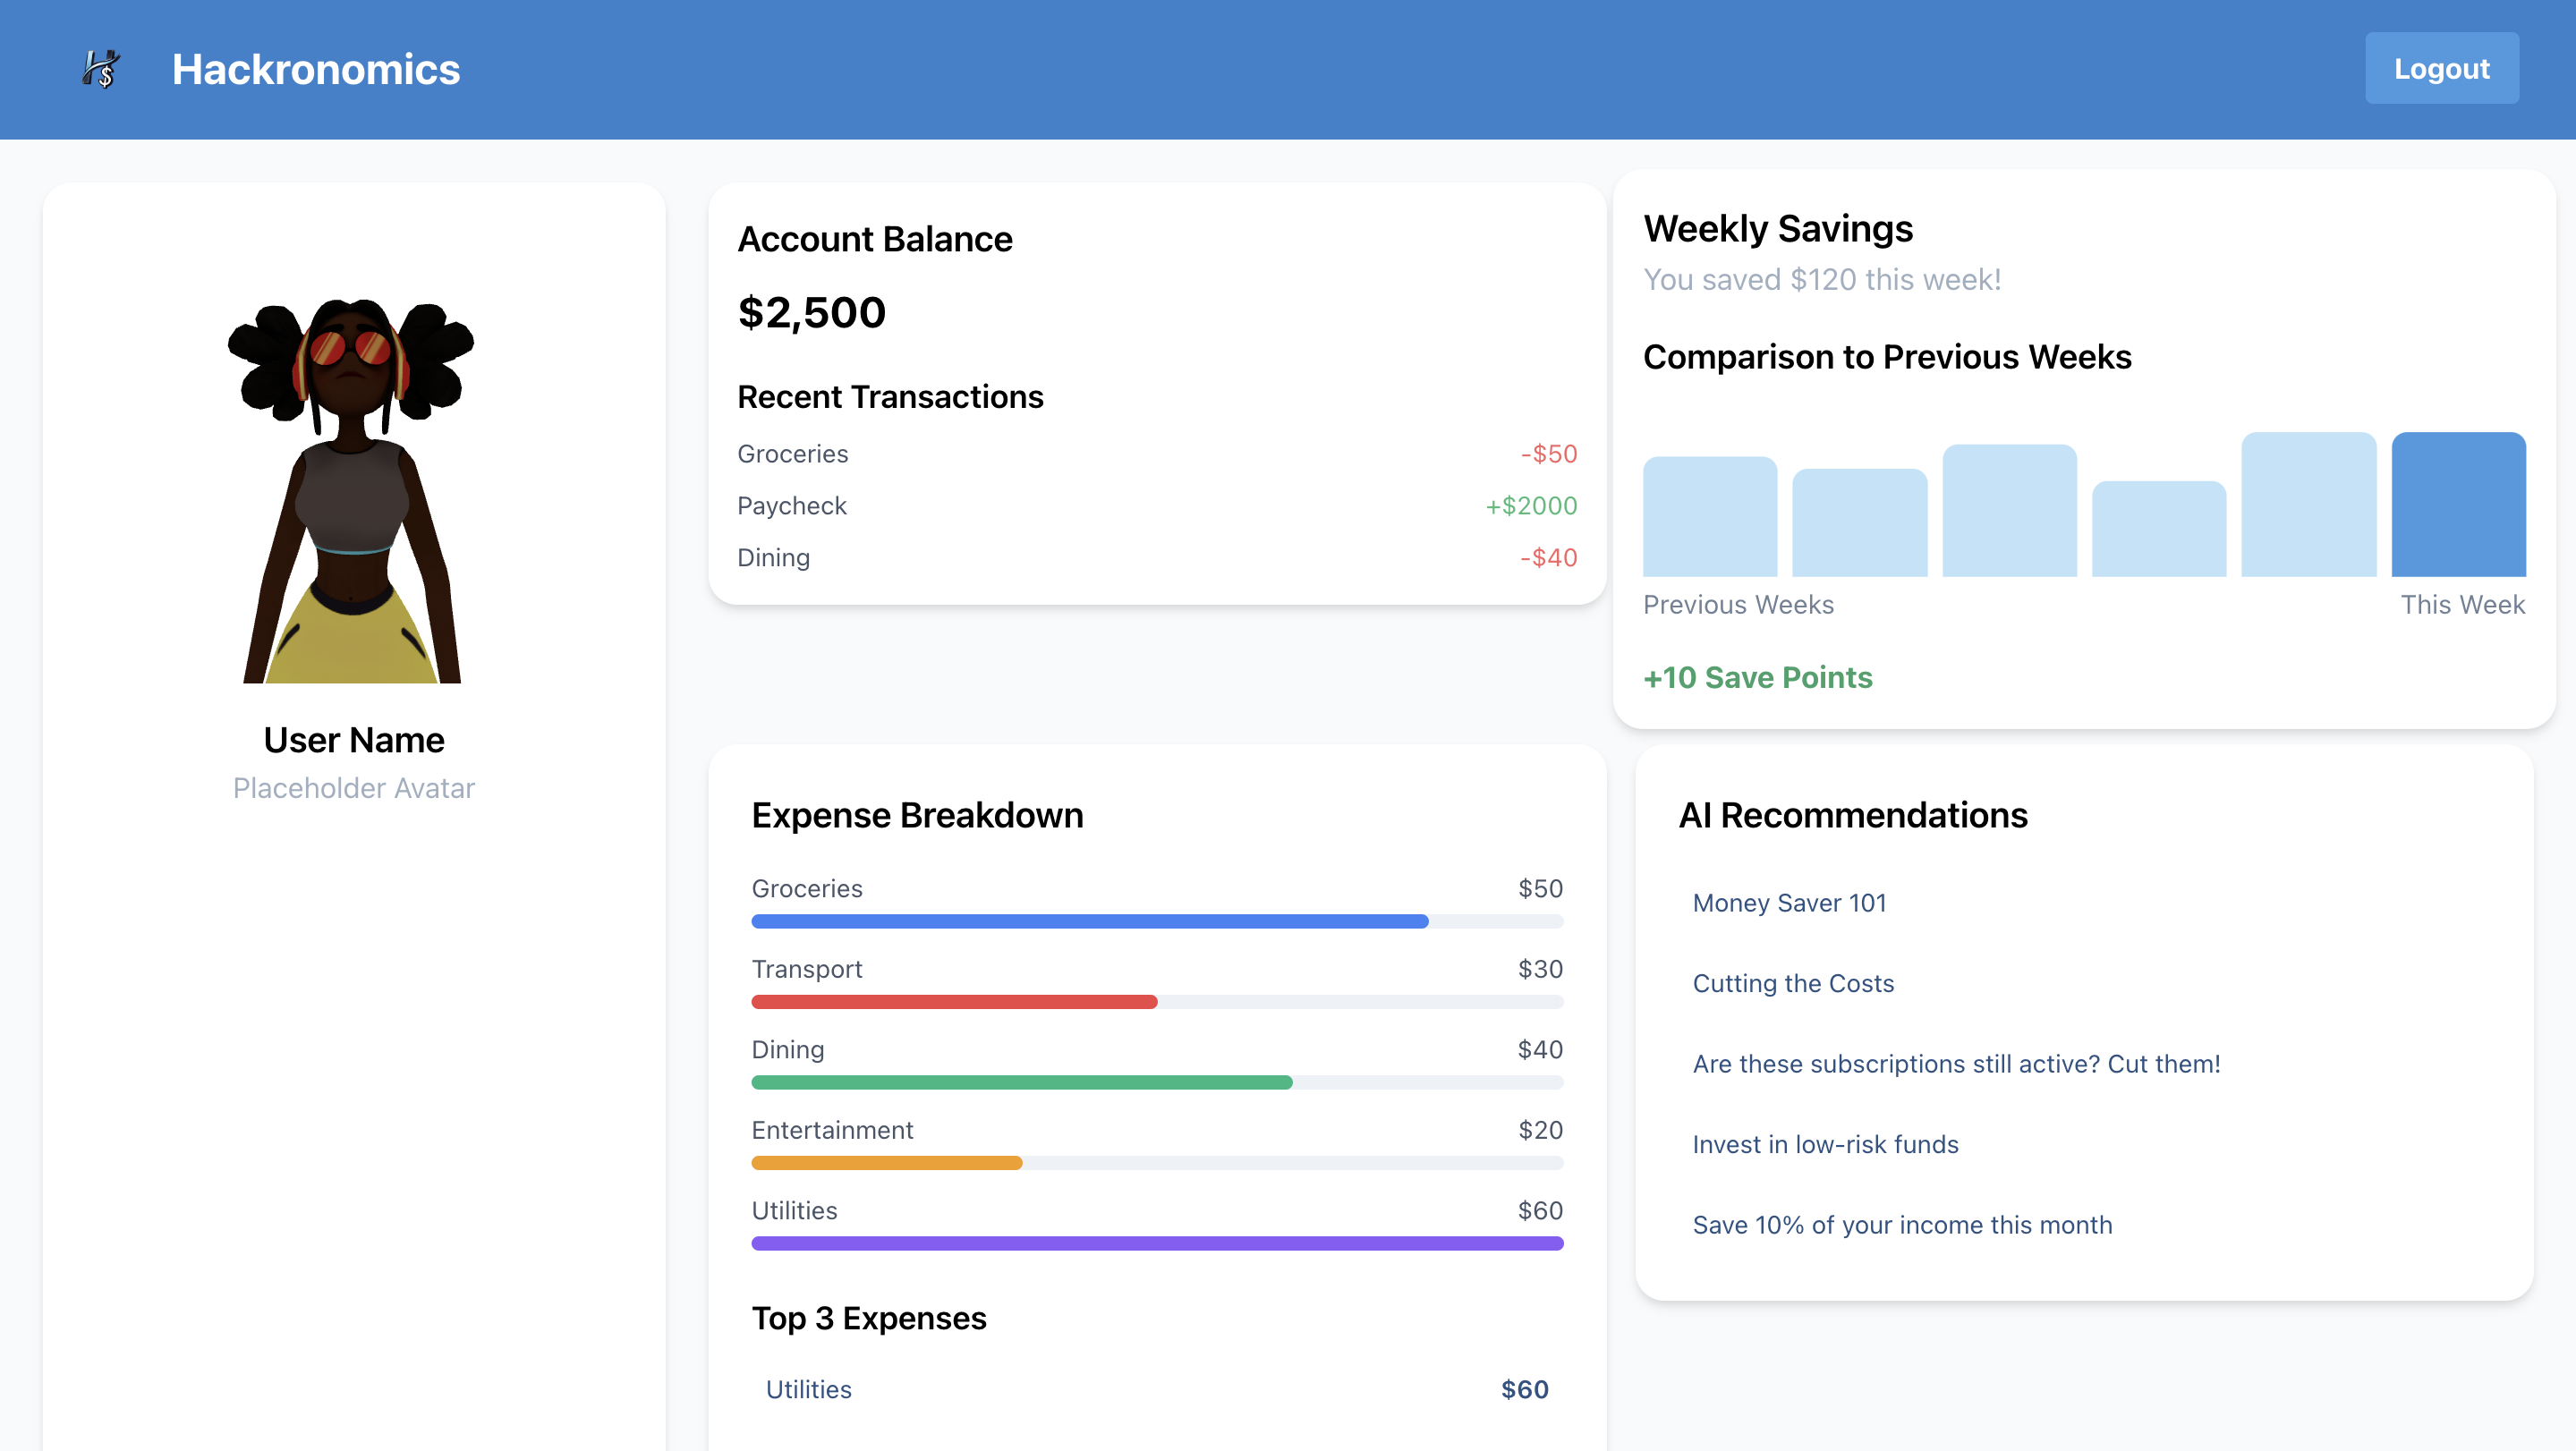 Hackronomics
Logout
User Name
Placeholder Avatar
Account Balance
$2,500
Recent Transactions
Groceries -$50
Paycheck +$2000
Dining -$40
Weekly Savings
You saved $120 this week!
Comparison to Previous Weeks
Previous Weeks This Week
+10 Save Points
Expense Breakdown
Groceries $50
Transport $30
Dining $40
Entertainment $20
Utilities $60
Top 3 Expenses
Utilities $60
AI Recommendations
Money Saver 101
Cutting the Costs
Are these subscriptions still active? Cut them!
Invest in low-risk funds
Save 10% of your income this month